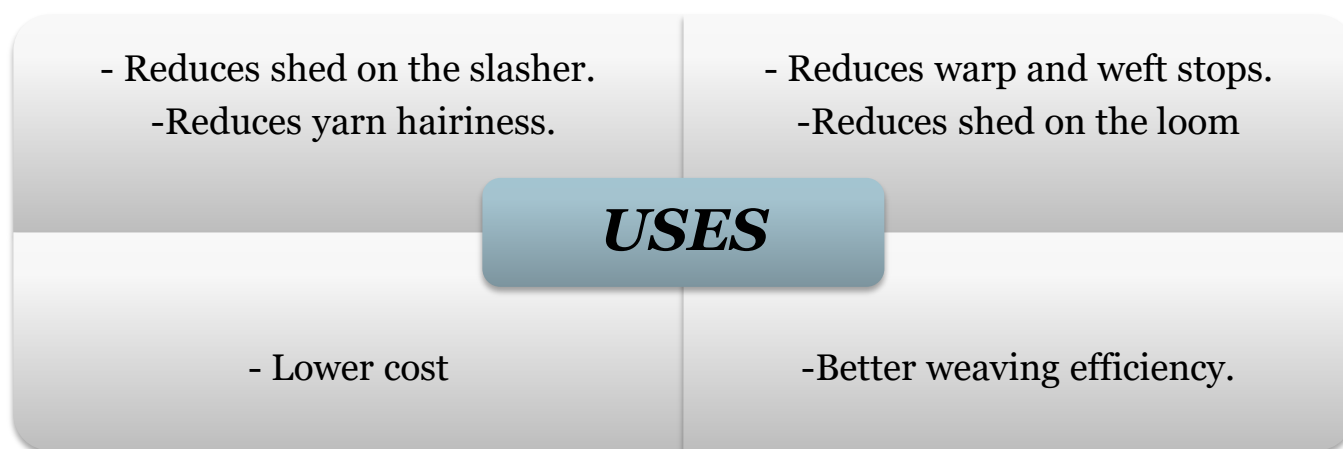 - Reduces shed on the slasher.
-Reduces yarn hairiness.
- Reduces warp and weft stops.
-Reduces shed on the loom
USES
- Lower cost
-Better weaving efficiency.